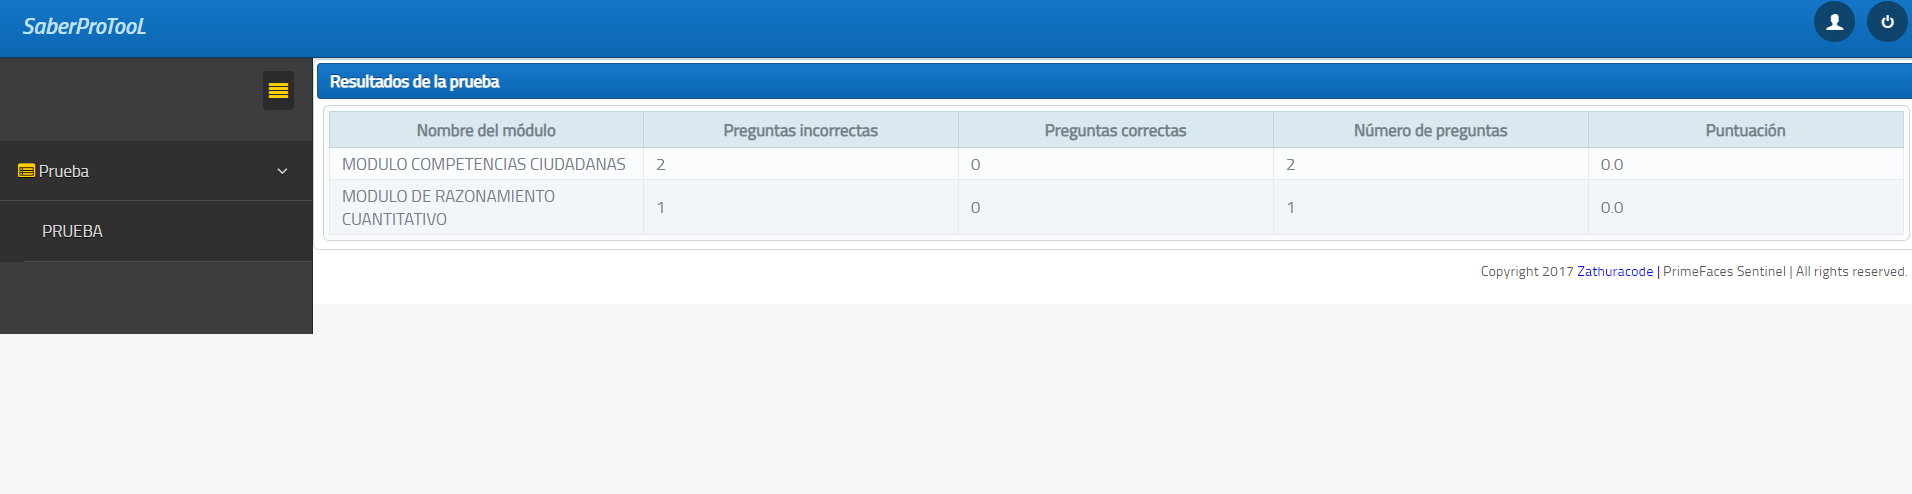 SaberProTooL
Resultados de la prueba
Nombre del módulo Preguntas incorrectas Preguntas correctas Número de preguntas Puntuación
MODULO COMPETENCIAS CIUDADANAS 2 0 2 0.0
MODULO DE RAZONAMIENTO
CUANTITATIVO 1 0 1 0.0
Prueba
PRUEBA
Copyright 2017 Zathuracode | PrimeFaces Sentinel | All rights reserved.